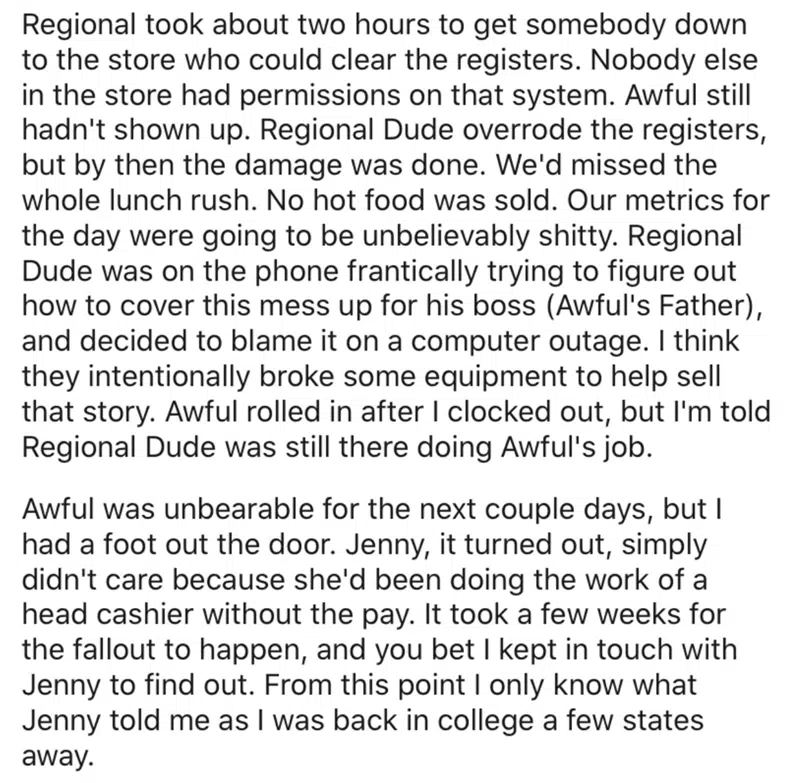 Regional took about two hours to get somebody down
to the store who could clear the registers. Nobody else
in the store had permissions on that system. Awful still
hadn't shown up. Regional Dude overrode the registers,
but by then the damage was done. We'd missed the
whole lunch rush. No hot food was sold. Our metrics for
the day were going to be unbelievably shitty. Regional
Dude was on the phone frantically trying to figure out
how to cover this mess up for his boss (Awful's Father),
and decided to blame it on a computer outage. I think
they intentionally broke some equipment to help sell
that story. Awful rolled in after I clocked out, but I'm told
Regional Dude was still there doing Awful's job.
Awful was unbearable for the next couple days, but I
had a foot out the door. Jenny, it turned out, simply
didn't care because she'd been doing the work of a
head cashier without the pay. It took a few weeks for
the fallout to happen, and you bet I kept in touch with
Jenny to find out. From this point I only know what
Jenny told me as I was back in college a few states
away.